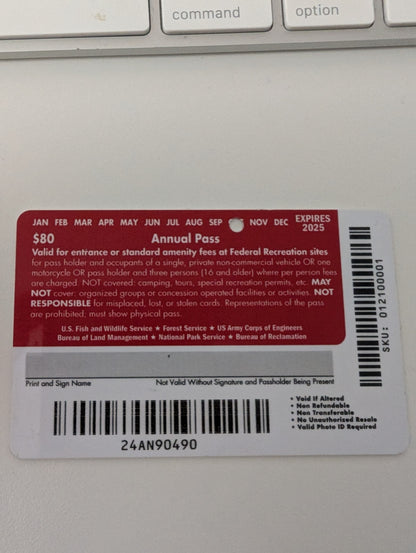 command
option
JAN FEB MAR APR MAY JUN JUL AUG SEP NOV DEC EXPIRES 2025
$80 Annual Pass
Valid for entrance or standard amenity fees at Federal Recreation sites
for pass holder and occupants of a single, private non-commercial vehicle OR one
motorcycle OR pass holder and three persons (16 and older) where per person fees
are charged. NOT covered: camping, tours, special recreation permits, etc. MAY
NOT cover: organized groups or concession operated facilities or activities. NOT
RESPONSIBLE for misplaced, lost, or stolen cards. Representations of the pass
are prohibited; must show physical pass.
U.S. Fish and Wildlife Service ★ Forest Service ★ US Army Corps of Engineers
Bureau of Land Management ★ National Park Service ★ Bureau of Reclamation
Print and Sign Name Not Valid Without Signature and Passholder Being Present
24AN90490
• Void If Altered
• Non Refundable
• Non Transferable
• No Unauthorized Resale
• Valid Photo ID Required
SKU: 012100001